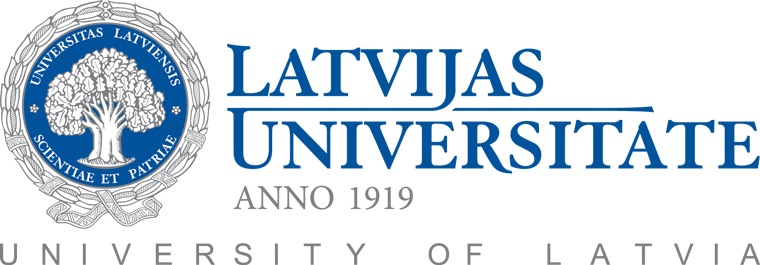 UNIVERSITAS LATVIENSIS
SCIENTIAE ET PATRIAE
LATVIJAS
UNIVERSITATE
ANNO 1919
UNIVERSITY OF LATVIA